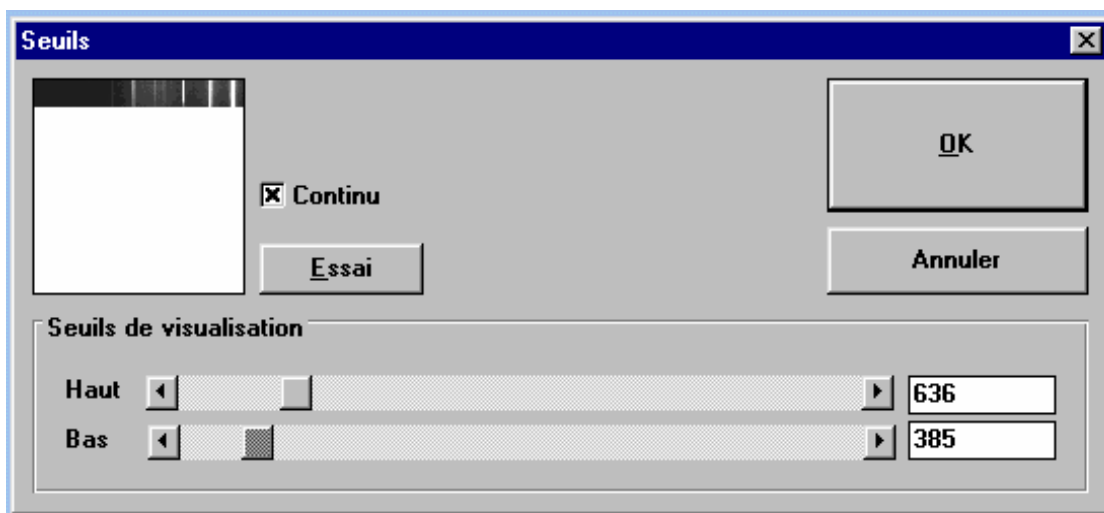 Seuils
OK
Continu
Essai
Annuler
Seuils de visualisation
Haut 636
Bas 385